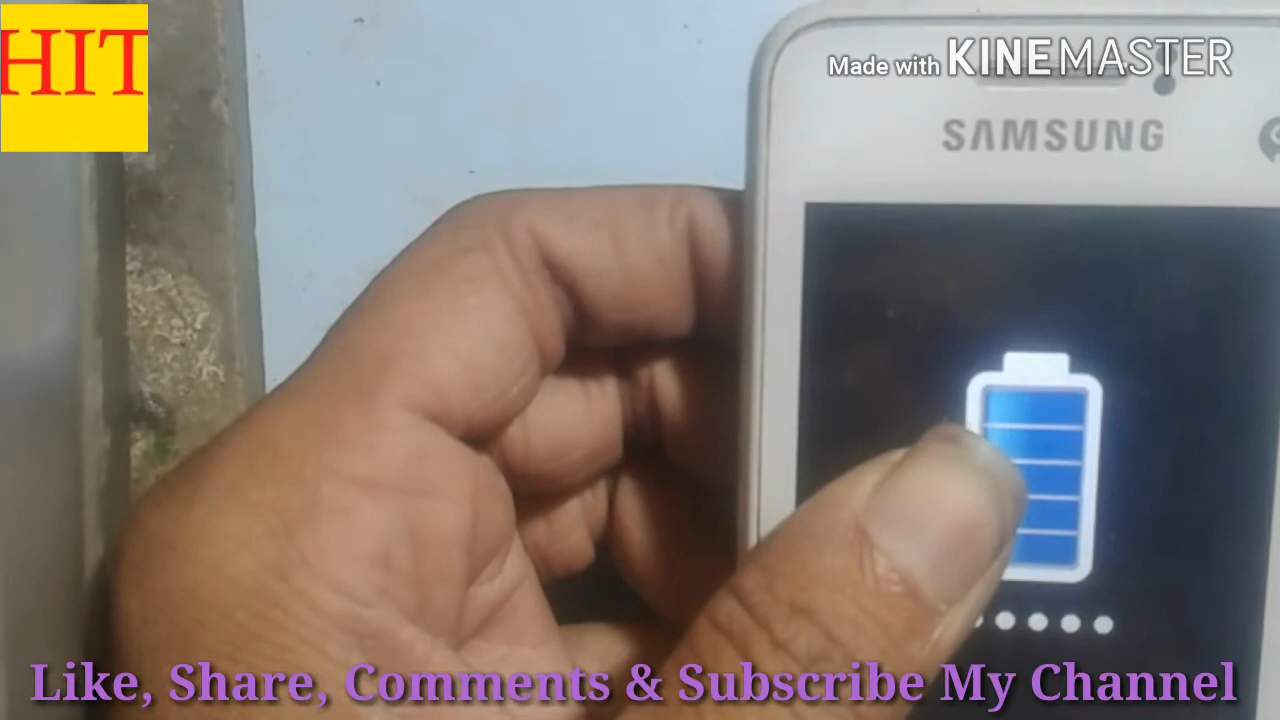 HIT
Made with KINEMASTER
SAMSUNG
Like, Share, Comments & Subscribe My Channel